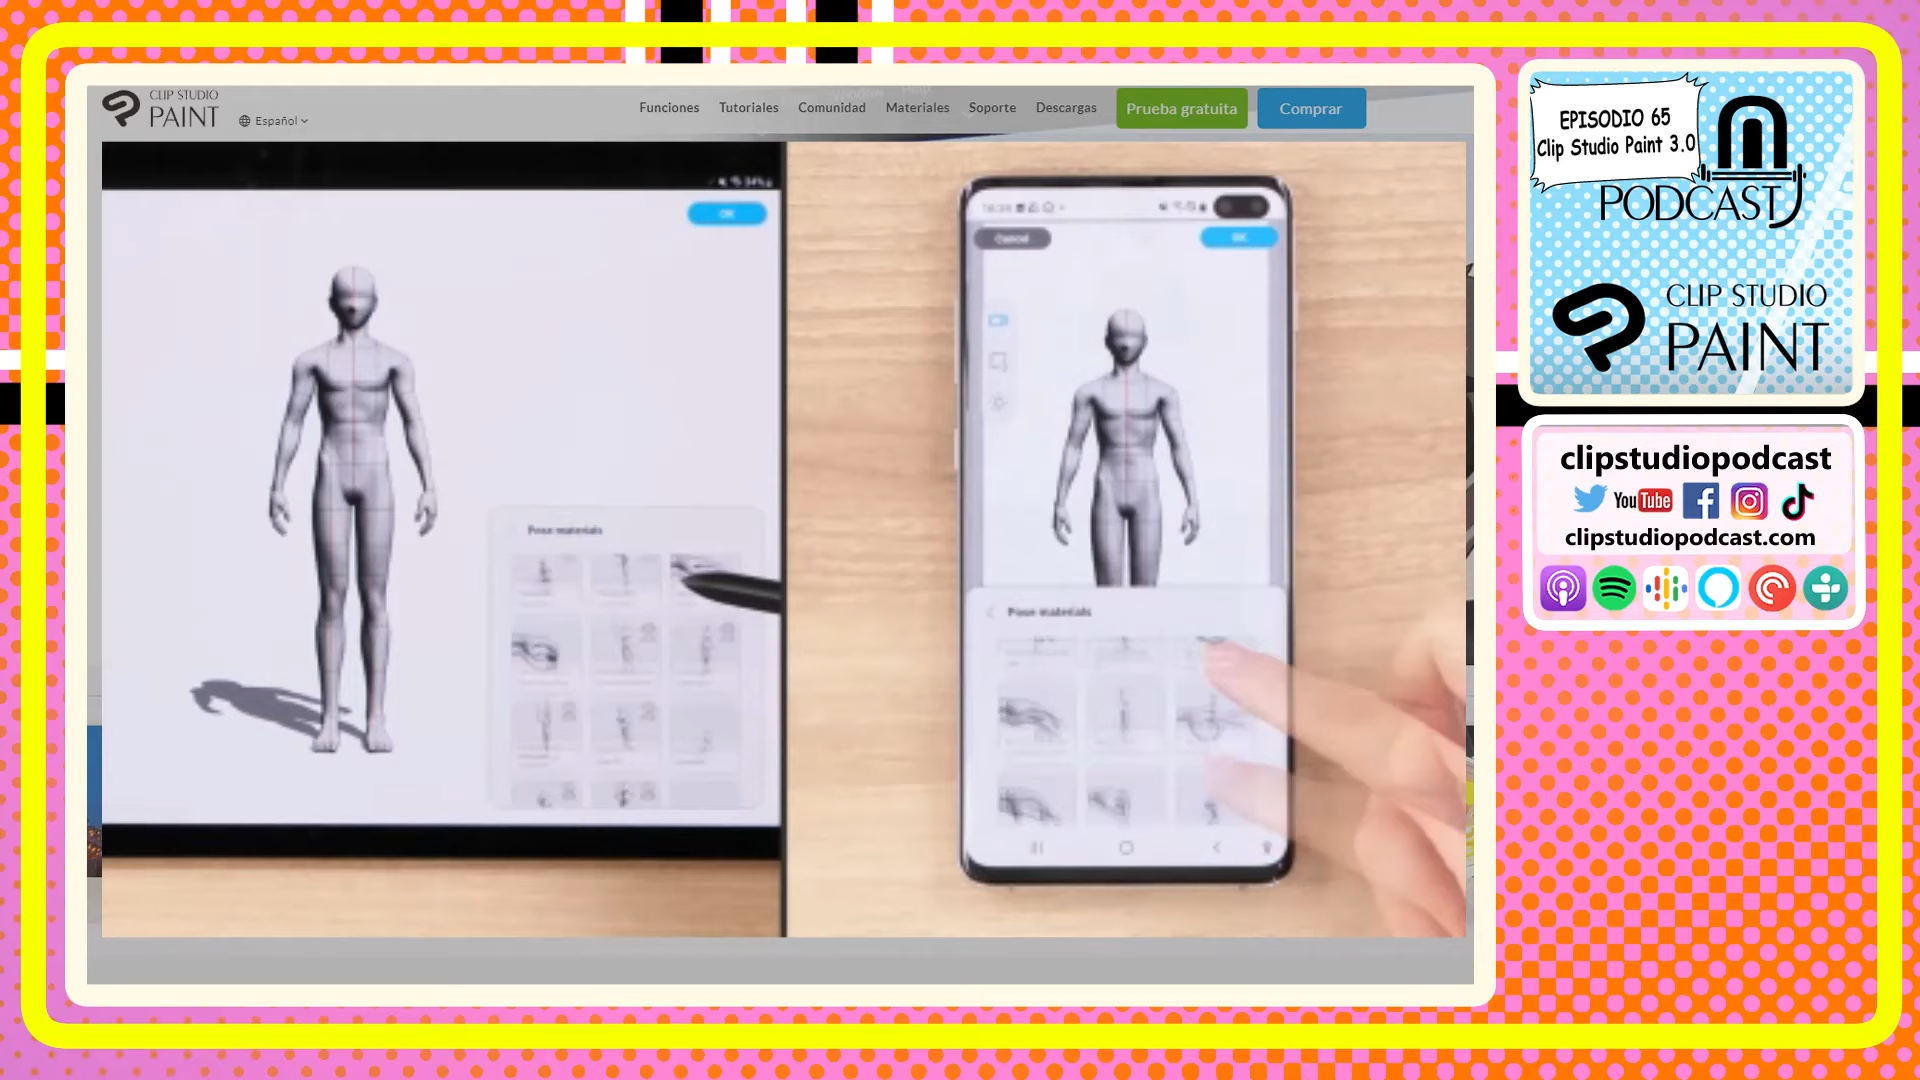 CLIP STUDIO
PAINT
Español
Funciones
Tutoriales
Comunidad
Materiales
Soporte
Descargas
Prueba gratuita
Comprar
OK
Pose materials
Cancel
OK
Pose materials
EPISODIO 65
Clip Studio Paint 3.0
PODCAST
CLIP STUDIO
PAINT
clipstudiopodcast
YouTube
clipstudiopodcast.com